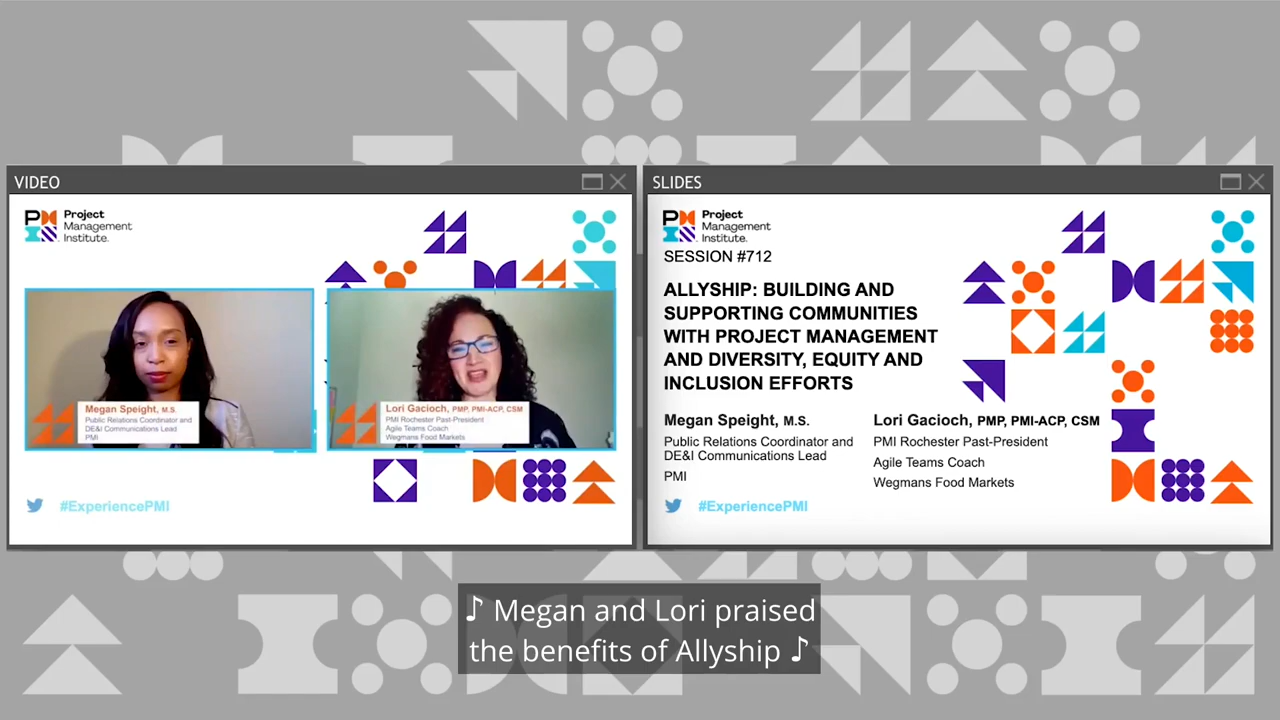 VIDEO
Project
Management
Institute.
Megan Speight, M.S.
Public Relations Coordinator and
DE&I Communications Lead
PMI
Lori Gacioch, PMP, PMI-ACP, CSM
PMI Rochester Past-President
Agile Teams Coach
Wegmans Food Markets
#ExperiencePMI
SLIDES
Project
Management
Institute.
SESSION #712
ALLYSHIP: BUILDING AND
SUPPORTING COMMUNITIES
WITH PROJECT MANAGEMENT
AND DIVERSITY, EQUITY AND
INCLUSION EFFORTS
Megan Speight, M.S.
Public Relations Coordinator and
DE&I Communications Lead
PMI
Lori Gacioch, PMP, PMI-ACP, CSM
PMI Rochester Past-President
Agile Teams Coach
Wegmans Food Markets
#ExperiencePMI
♪ Megan and Lori praised
the benefits of Allyship ♪